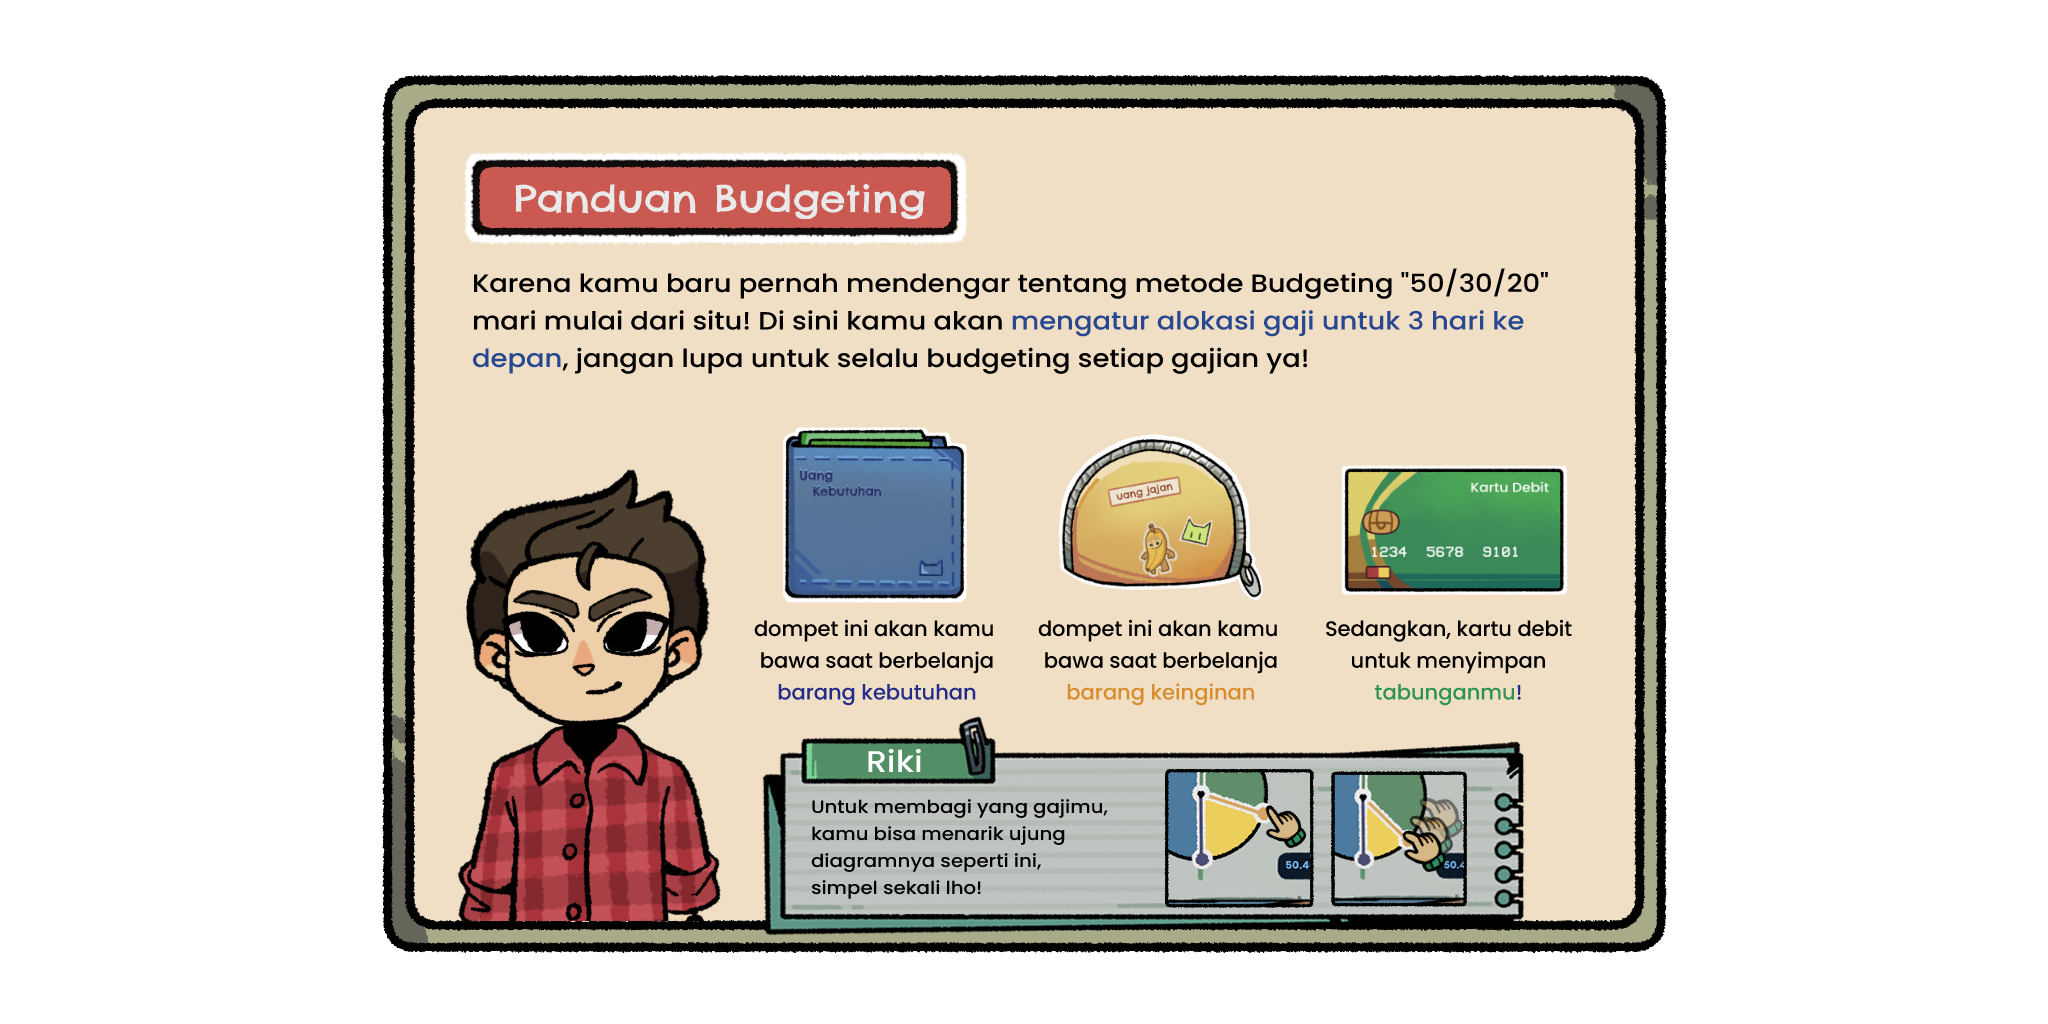 Panduan Budgeting
Karena kamu baru pernah mendengar tentang metode Budgeting "50/30/20"
mari mulai dari situ! Di sini kamu akan mengatur alokasi gaji untuk 3 hari ke
depan, jangan lupa untuk selalu budgeting setiap gajian ya!
Uang
Kebutuhan
uang jajan
Kartu Debit
1234 5678 9101
dompet ini akan kamu
bawa saat berbelanja
barang kebutuhan
dompet ini akan kamu
bawa saat berbelanja
barang keinginan
Sedangkan, kartu debit
untuk menyimpan
tabunganmu!
Riki
Untuk membagi yang gajimu,
kamu bisa menarik ujung
diagramnya seperti ini,
simpel sekali lho!
50.4
50.4